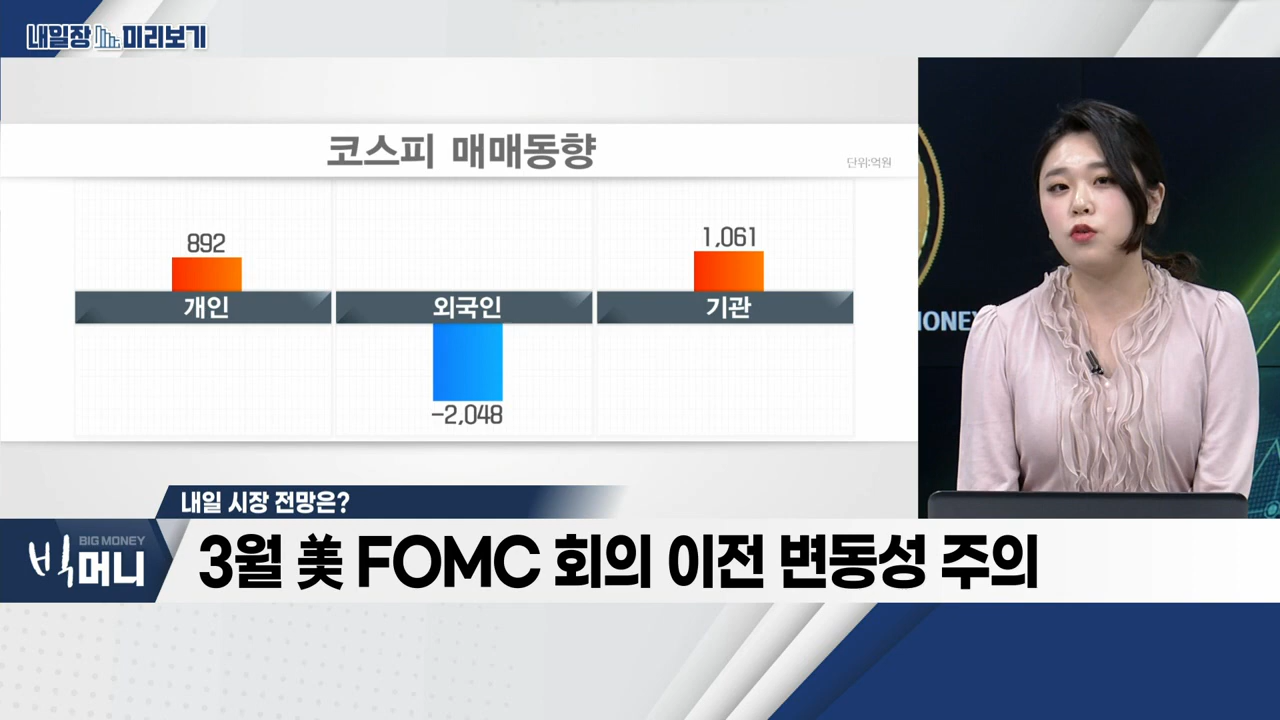 내일장 미리보기
코스피 매매동향
단위:억원
892
1,061
개인
외국인
기관
-2,048
MONEY
내일 시장 전망은?
BIG MONEY
빅머니
3월 美 FOMC 회의 이전 변동성 주의